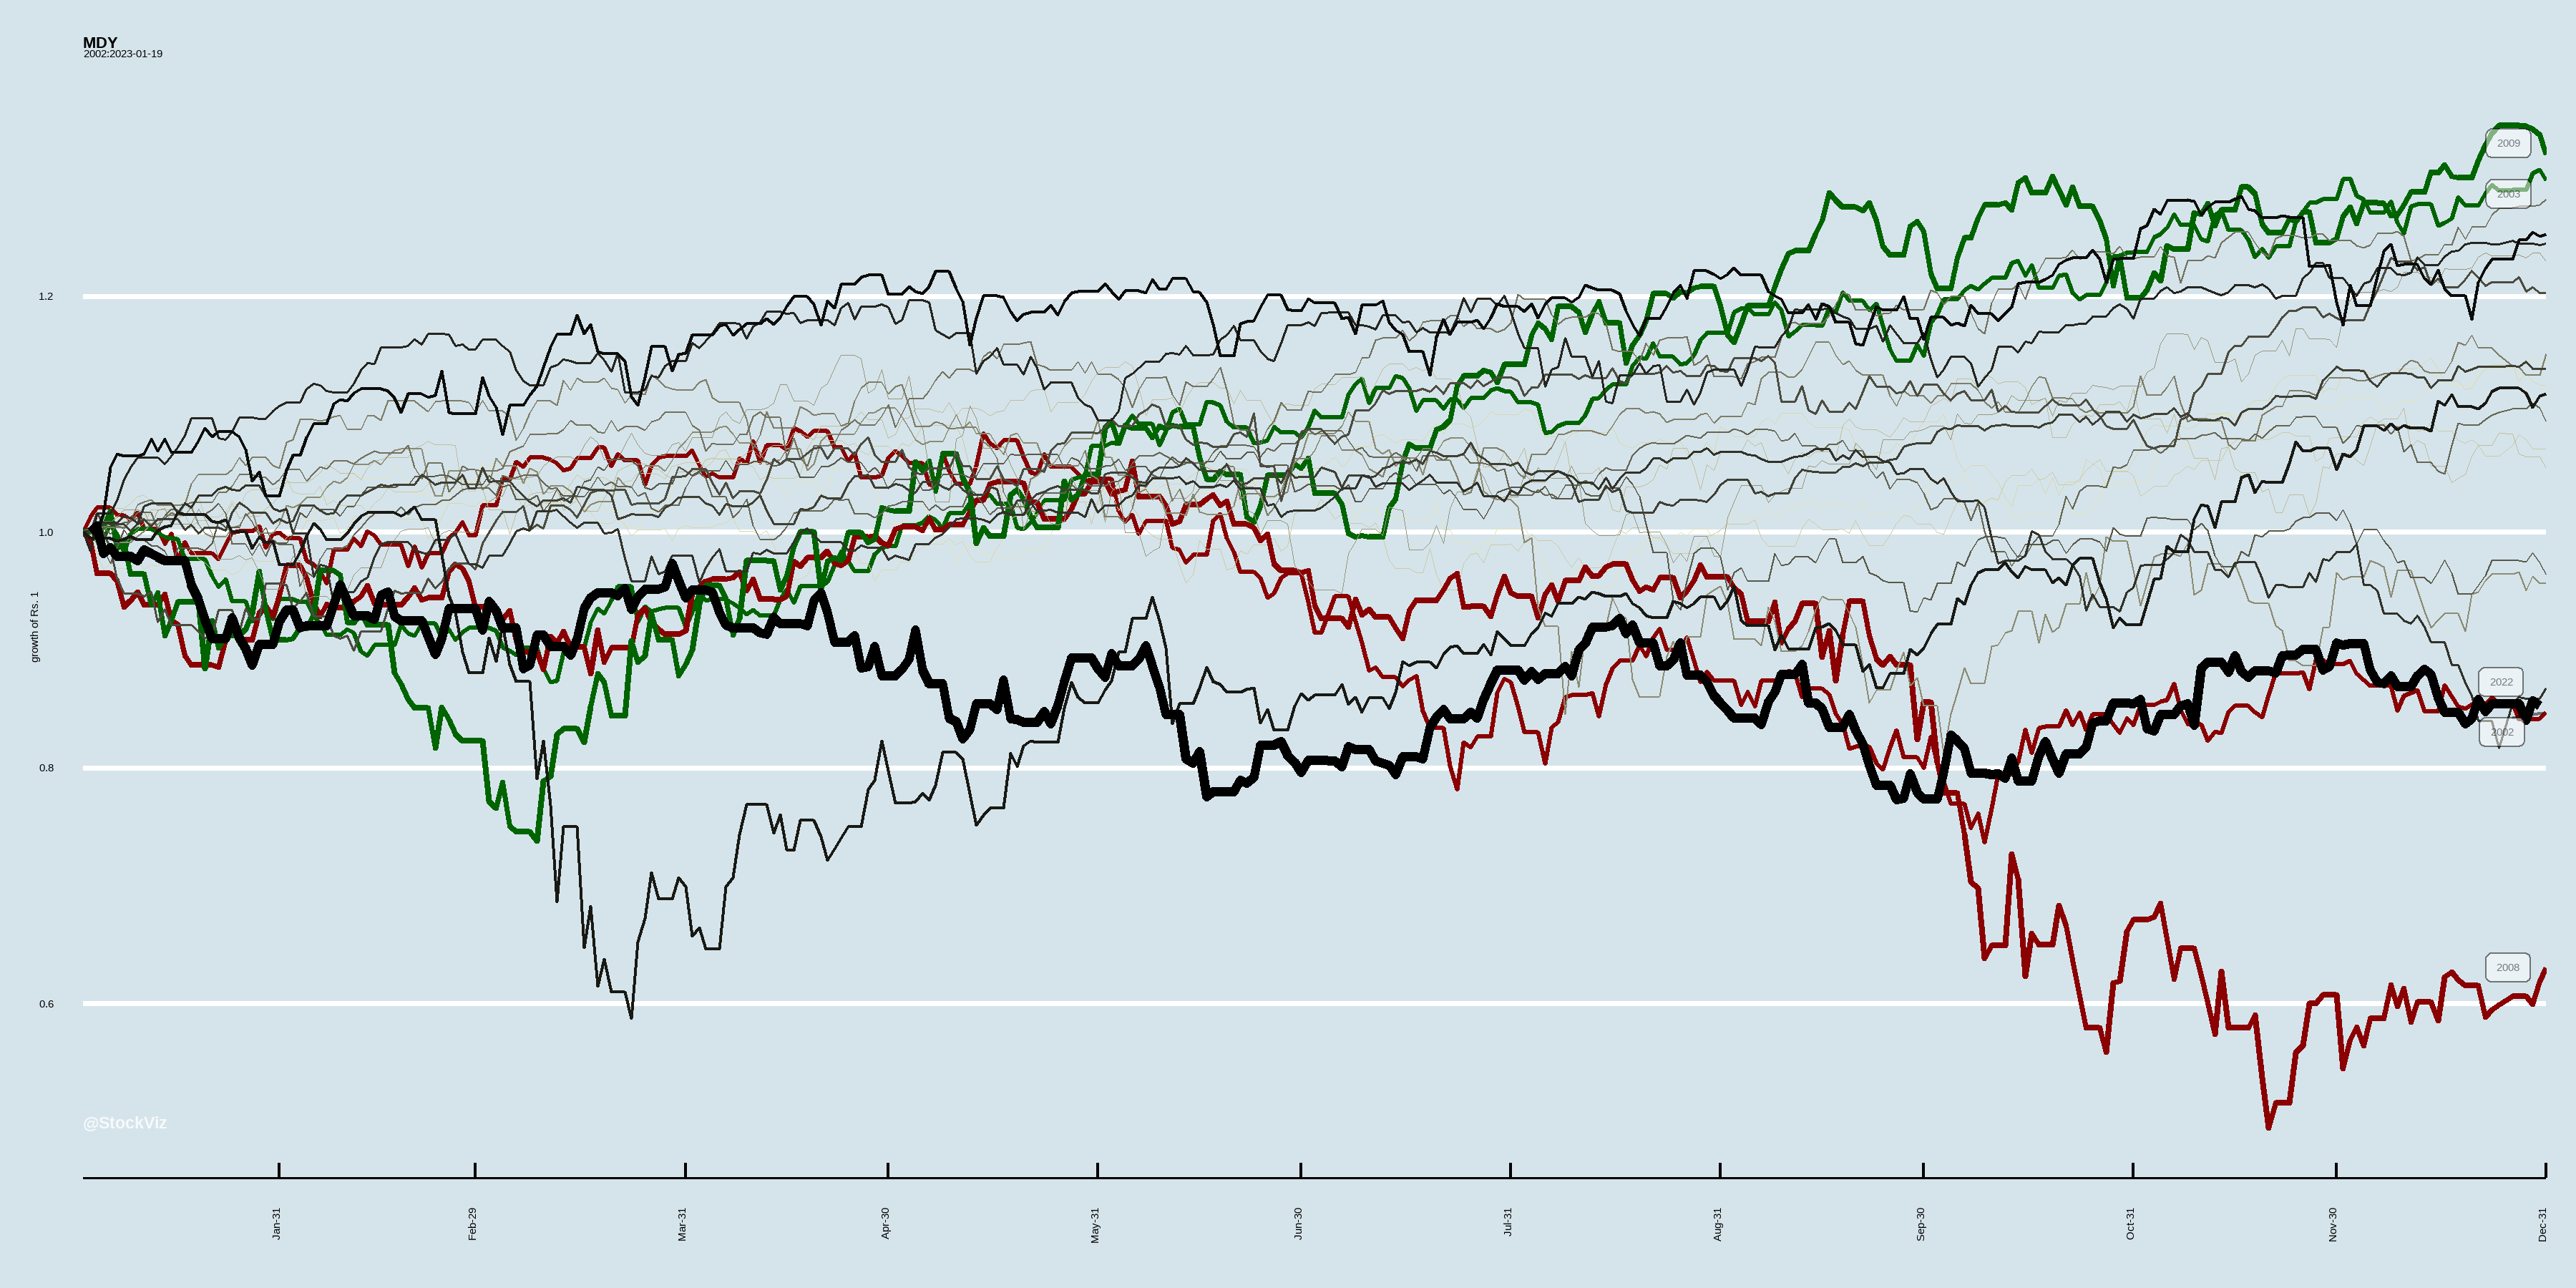 MDY
2002:2023-01-19
2009
2003
1.2
1.0
growth of Rs. 1
2022
2002
0.8
2008
0.6
@StockViz
Jan-31
Feb-29
Mar-31
Apr-30
May-31
Jun-30
Jul-31
Aug-31
Sep-30
Oct-31
Nov-30
Dec-31